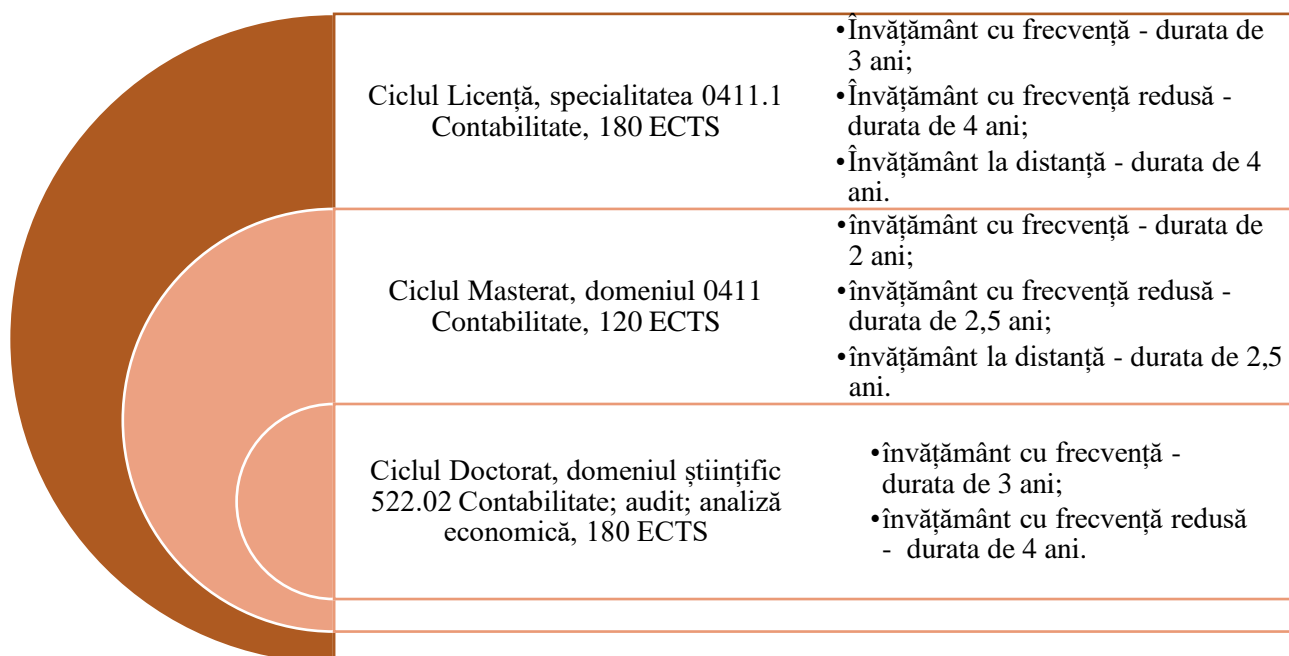 Ciclul Licență, specialitatea 0411.1
Contabilitate, 180 ECTS
•Învățământ cu frecvență - durata de
3 ani;
•Învățământ cu frecvență redusă -
durata de 4 ani;
•Învățământ la distanță - durata de 4
ani.
Ciclul Masterat, domeniul 0411
Contabilitate, 120 ECTS
•învățământ cu frecvență - durata de
2 ani;
•învățământ cu frecvență redusă -
durata de 2,5 ani;
•învățământ la distanță - durata de 2,5
ani.
Ciclul Doctorat, domeniul științific
522.02 Contabilitate; audit; analiză
economică, 180 ECTS
•învățământ cu frecvență -
durata de 3 ani;
•învățământ cu frecvență redusă
- durata de 4 ani.